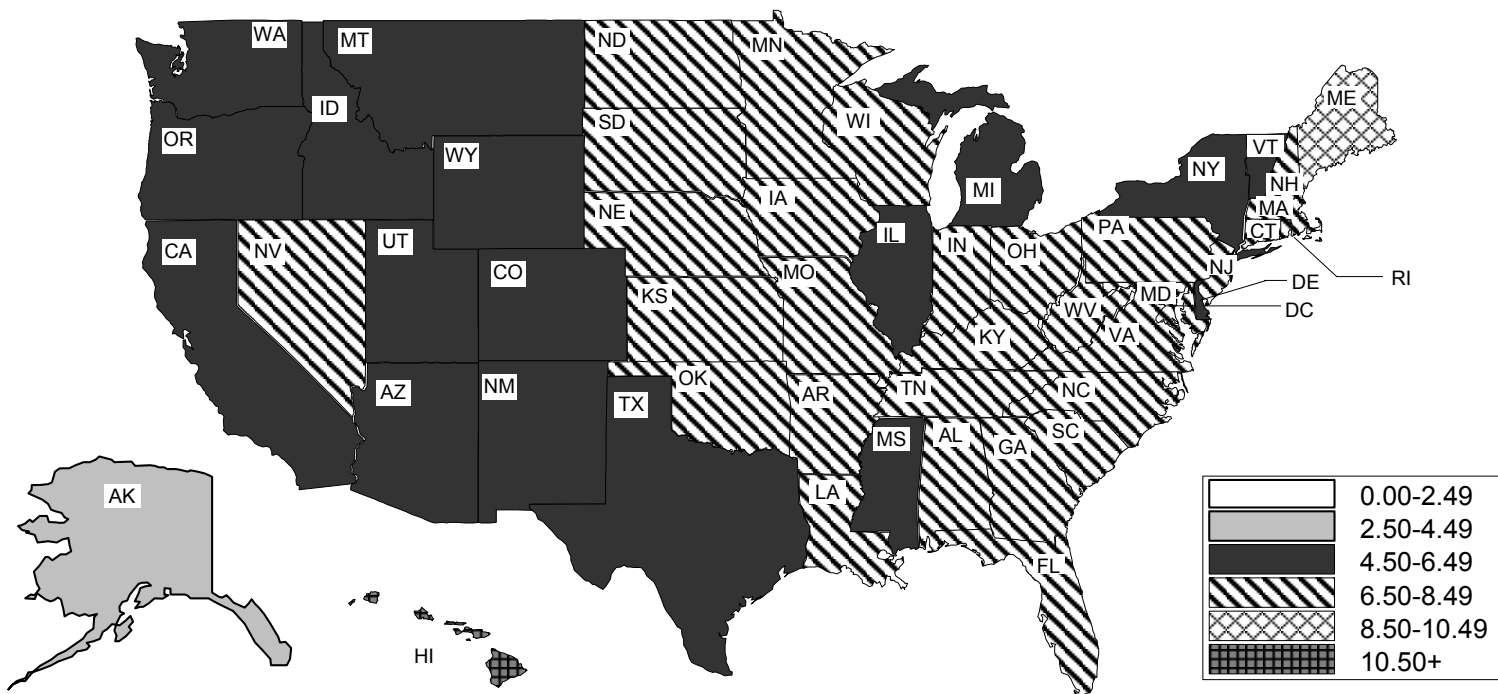 WA
MT
ND
MN
ME
ID
OR
SD
WI
VT
WY
NY
NH
MI
MA
IA
NE
PA
CT
IL
IN
OH
UT
CA
NV
CO
MO
NJ
RI
DE
KS
MD
WV
DC
VA
KY
OK
TN
NC
AZ
NM
AR
TX
SC
MS
AL
GA
LA
AK
FL
HI
0.00-2.49
2.50-4.49
4.50-6.49
6.50-8.49
8.50-10.49
10.50+